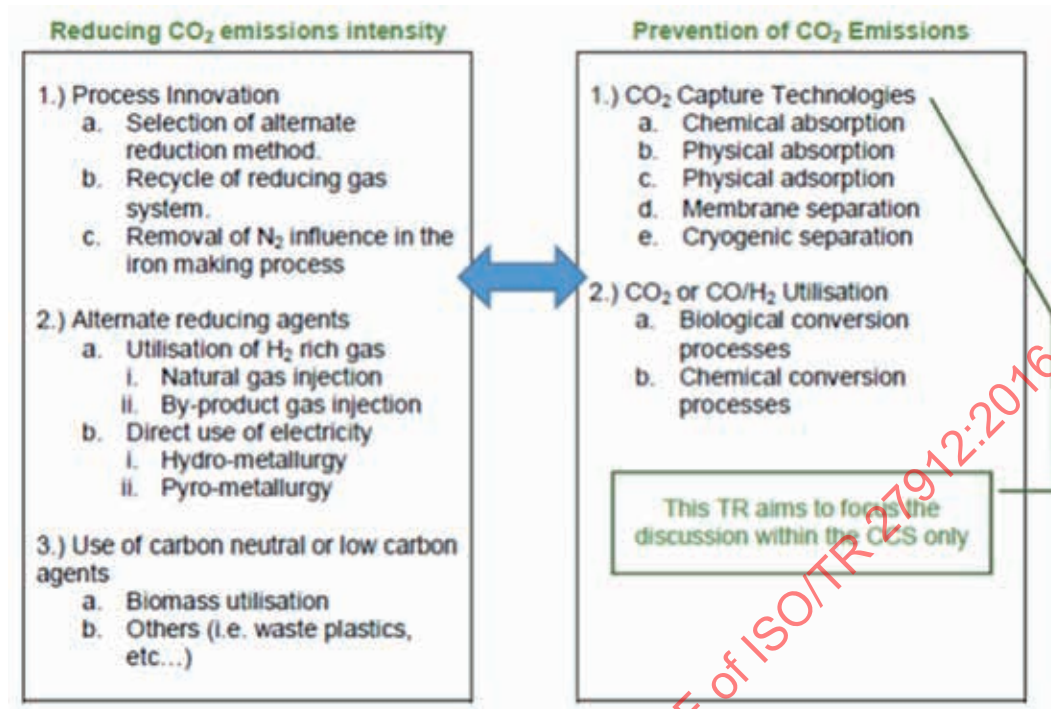 Reducing CO₂ emissions intensity
1.) Process Innovation
a. Selection of alternate
reduction method.
b. Recycle of reducing gas
system.
c. Removal of N₂ influence in the
iron making process
2.) Alternate reducing agents
a. Utilisation of H₂ rich gas
i. Natural gas injection
ii. By-product gas injection
b. Direct use of electricity
i. Hydro-metallurgy
ii. Pyro-metallurgy
3.) Use of carbon neutral or low carbon
agents
a. Biomass utilisation
b. Others (i.e. waste plastics,
etc…)
Prevention of CO₂ Emissions
1.) CO₂ Capture Technologies
a. Chemical absorption
b. Physical absorption
c. Physical adsorption
d. Membrane separation
e. Cryogenic separation
2.) CO₂ or CO/H₂ Utilisation
a. Biological conversion
processes
b. Chemical conversion
processes
This TR aims to focus the
discussion within the CCS only
of ISO/TR 27912:2016